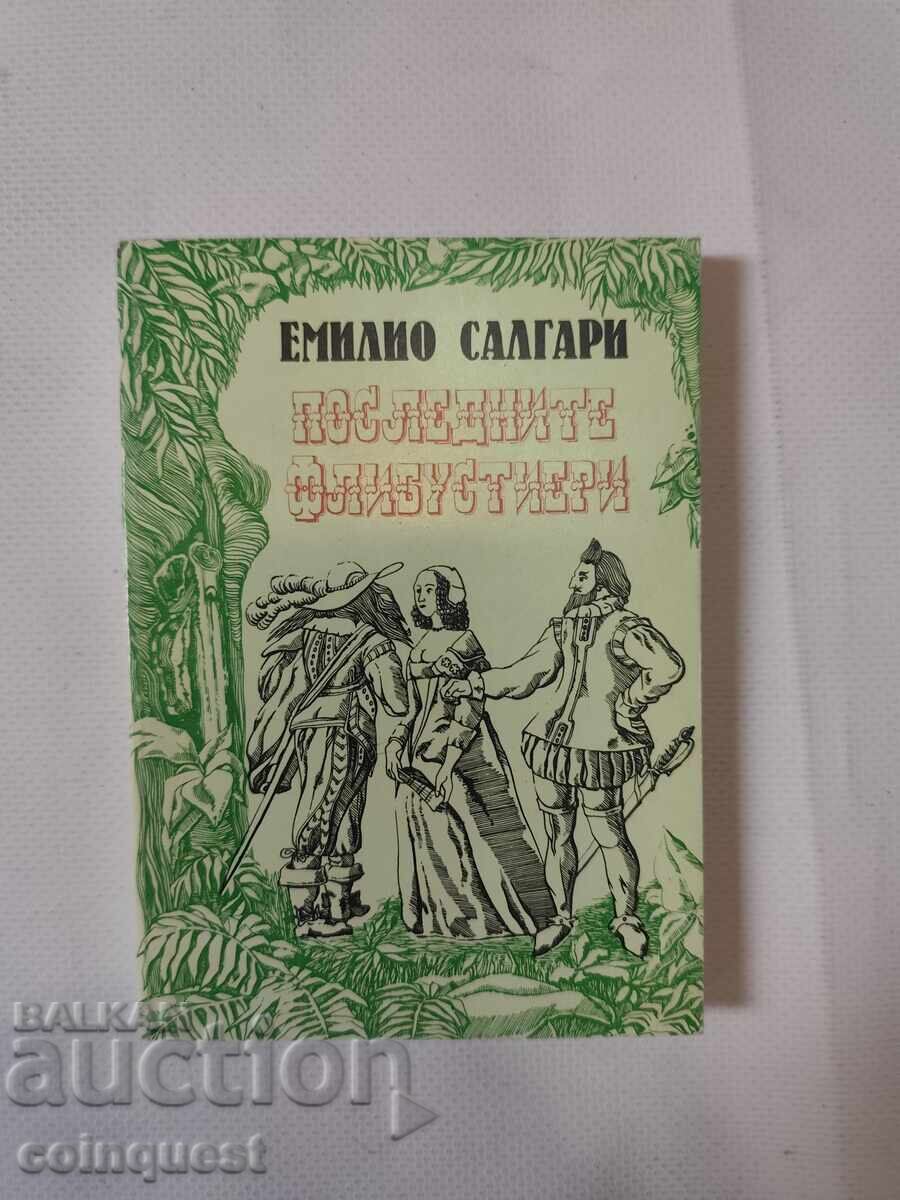 ЕМИЛИО САЛГАРИ
ПОСЛЕДНИТЕ
ФЛИБУСТИЕРИ
BALKAN
auction
coinquest